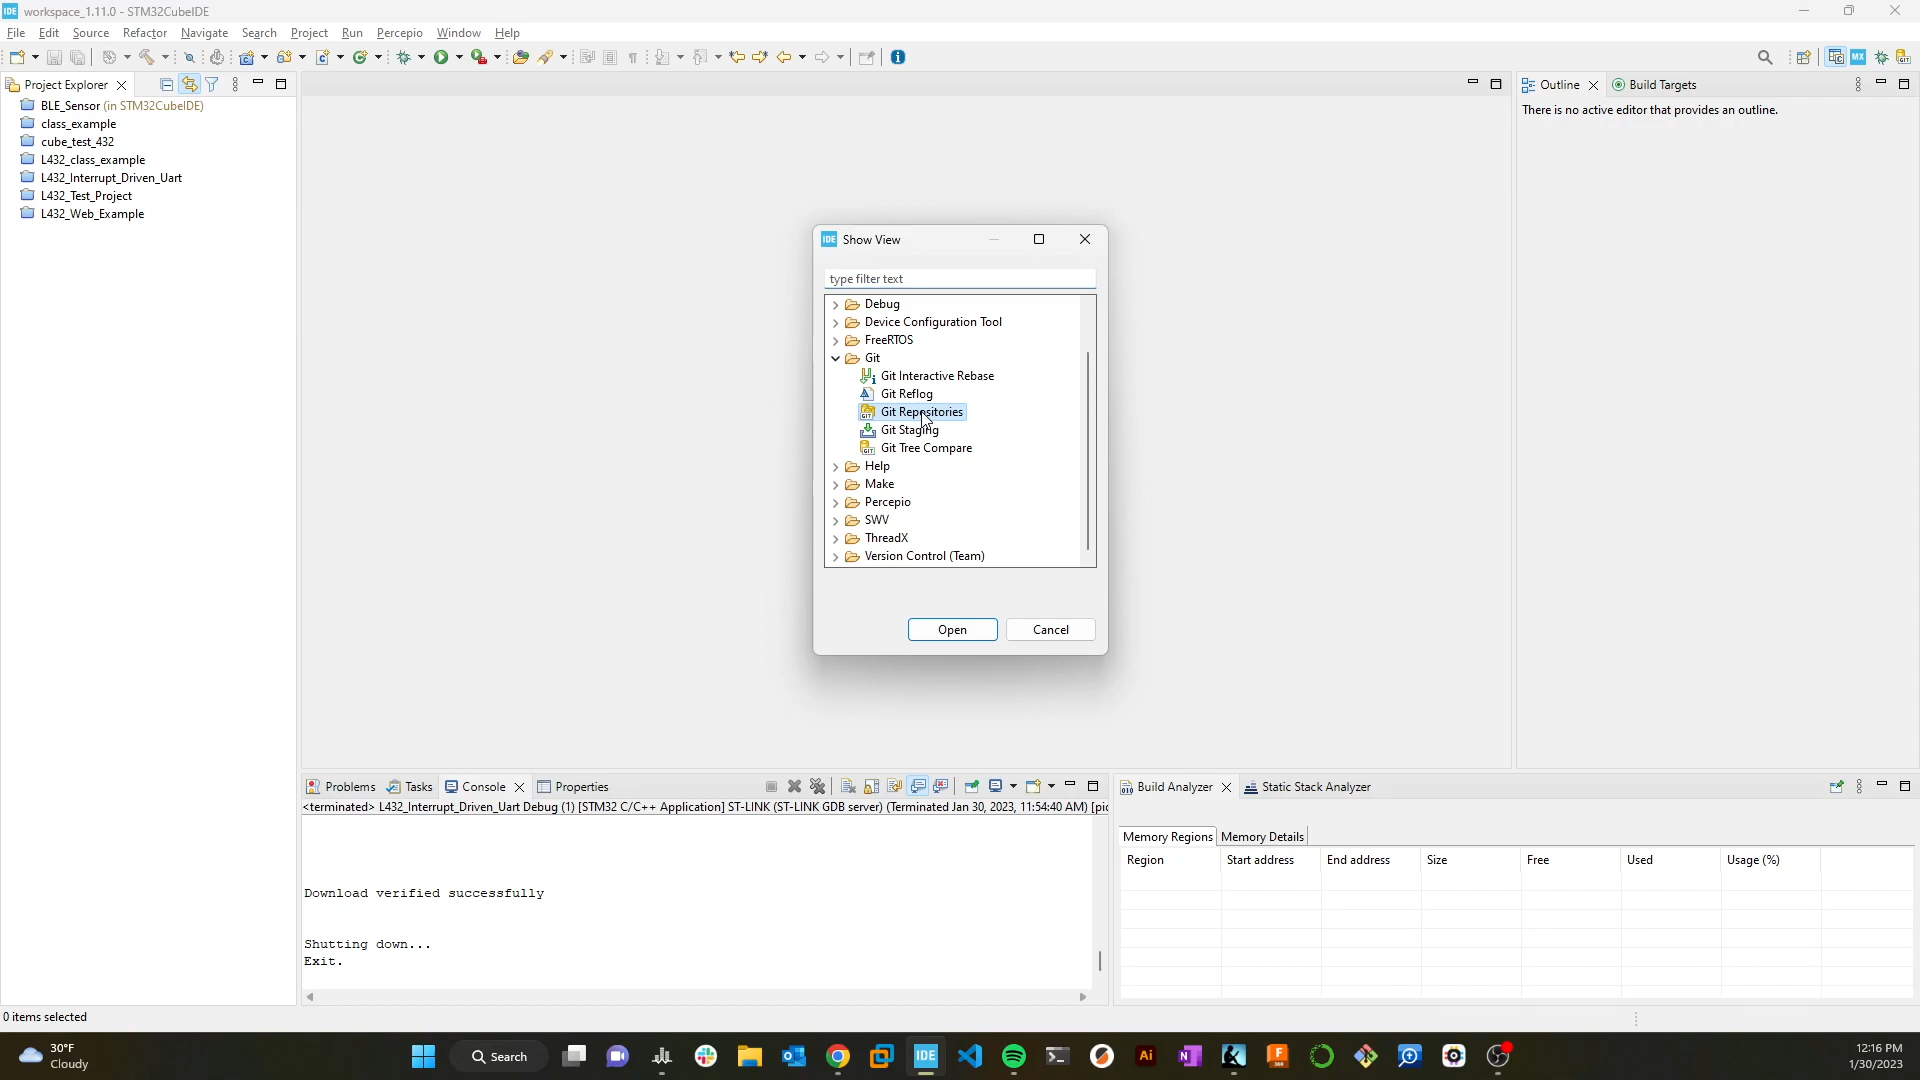 IDE workspace_1.11.0 - STM32CubeIDE
File Edit Source Refactor Navigate Search Project Run Percepio Window Help
Project Explorer
BLE_Sensor (in STM32CubeIDE)
class_example
cube_test_432
L432_class_example
L432_Interrupt_Driven_Uart
L432_Test_Project
L432_Web_Example
MX
Outline Build Targets
There is no active editor that provides an outline.
IDE Show View
type filter text
Debug
Device Configuration Tool
FreeRTOS
Git
Git Interactive Rebase
Git Reflog
Git Repositories
Git Staging
Git Tree Compare
Help
Make
Percepio
SWV
ThreadX
Version Control (Team)
Open Cancel
Problems Tasks Console Properties
<terminated> L432_Interrupt_Driven_Uart Debug (1) [STM32 C/C++ Application] ST-LINK (ST-LINK GDB server) (Terminated Jan 30, 2023, 11:54:40 AM) [pid
Download verified successfully
Shutting down...
Exit.
Build Analyzer Static Stack Analyzer
Memory Regions Memory Details
Region Start address End address Size Free Used Usage (%)
0 items selected
30°F
Cloudy
Search
IDE
Ai
12:16 PM
1/30/2023